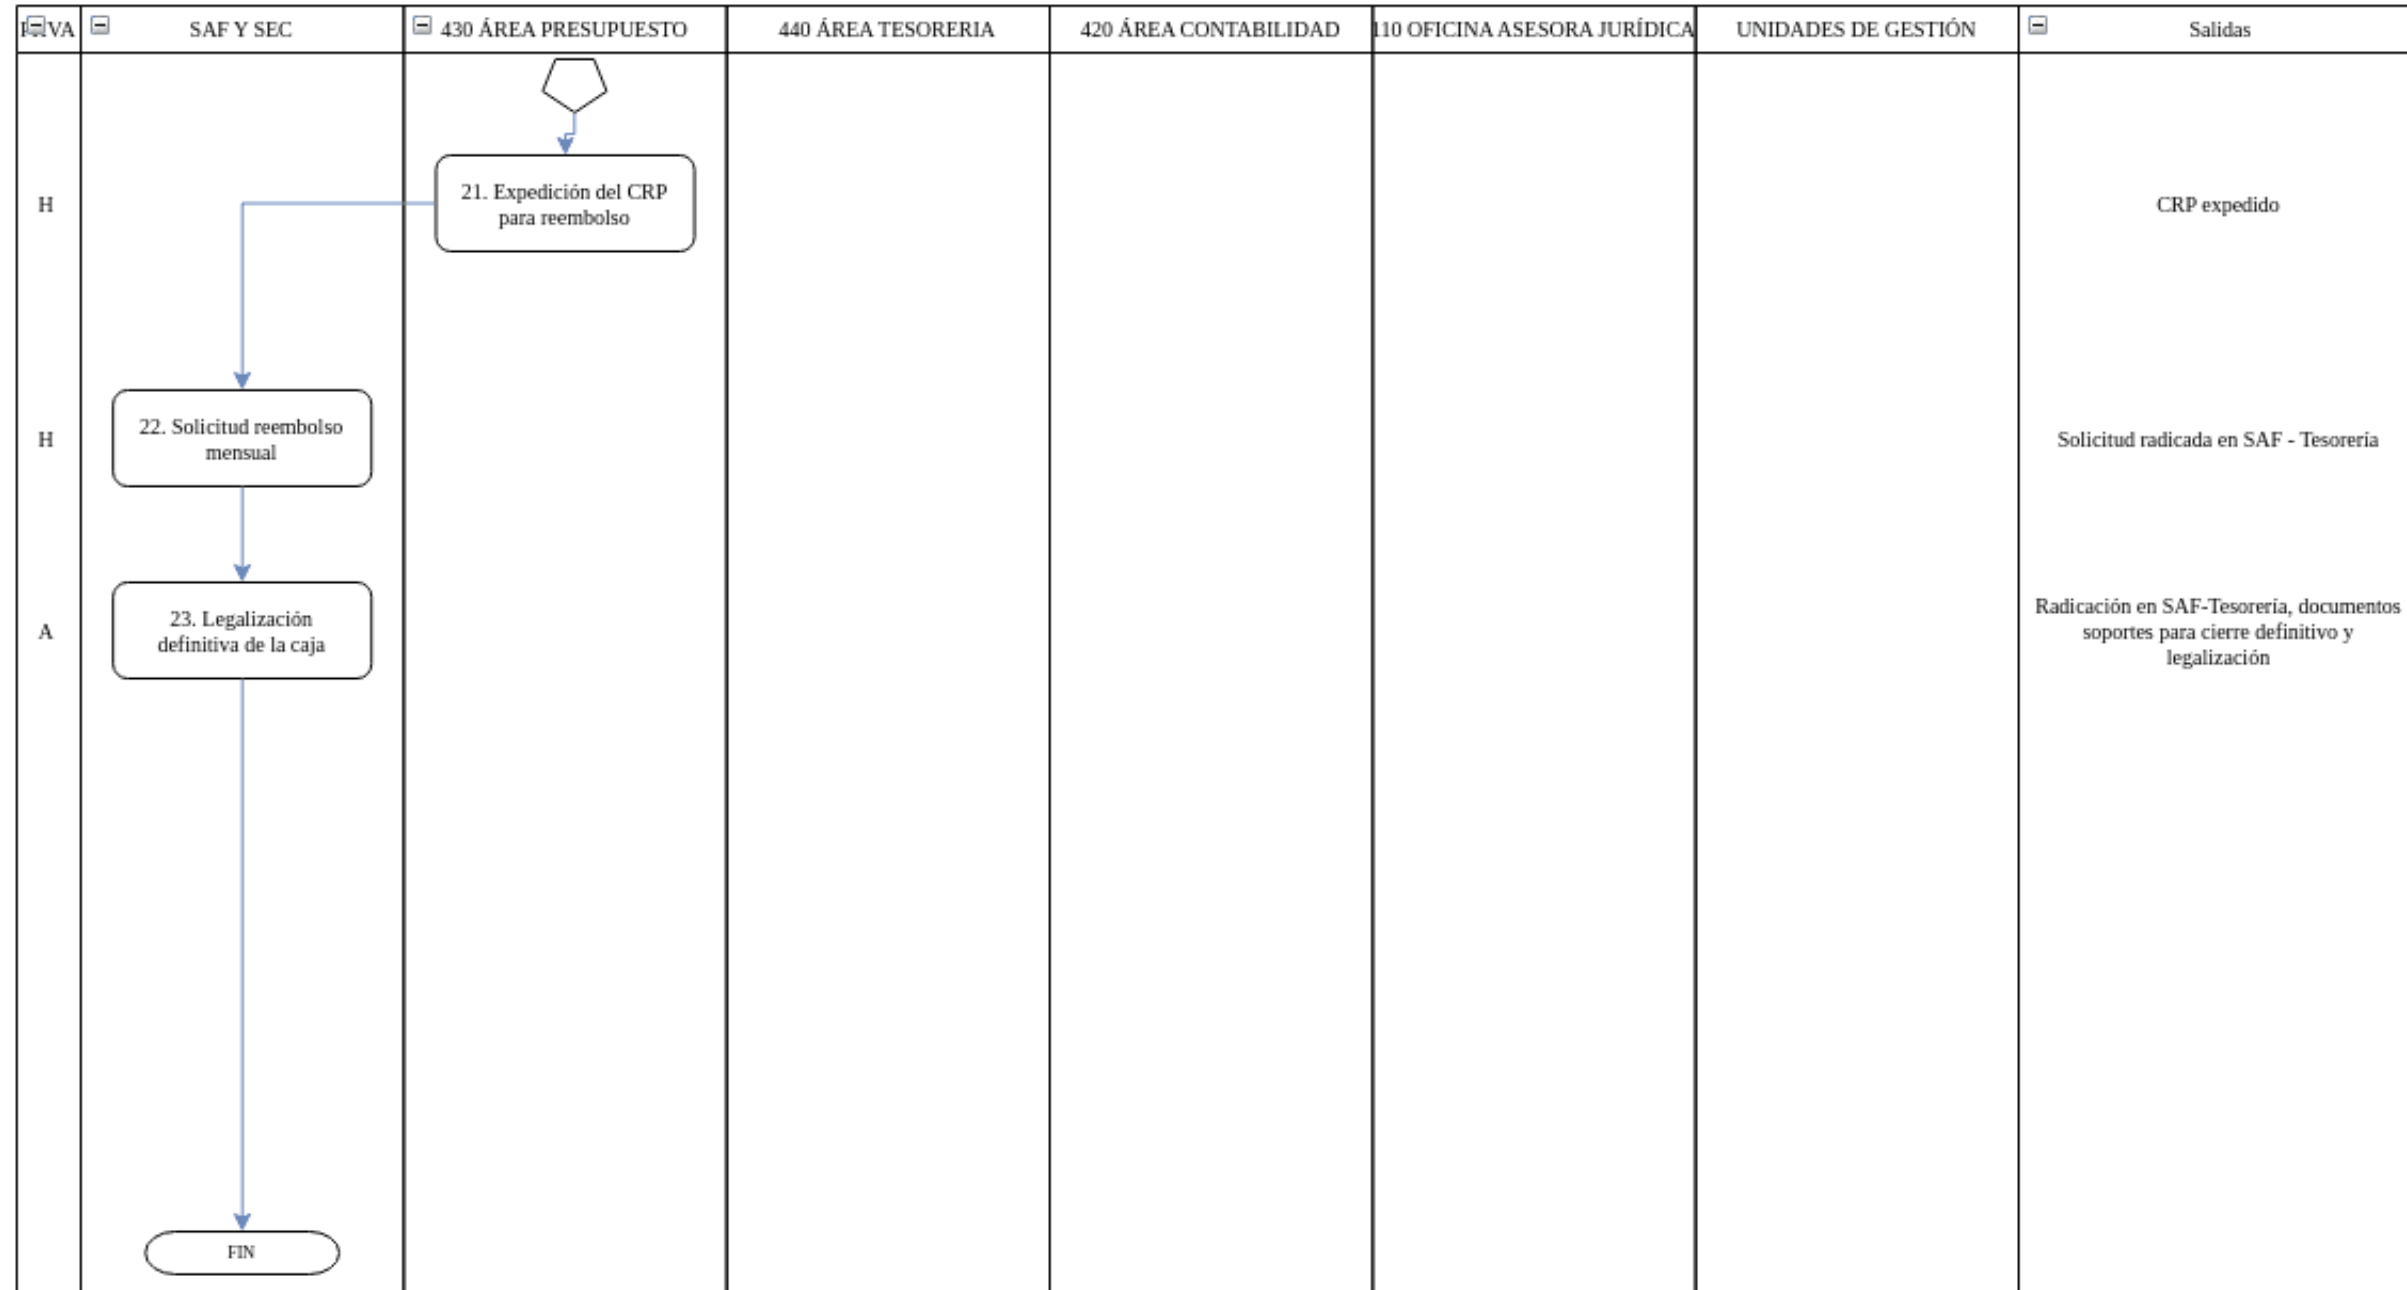 SAF Y SEC
430 ÁREA PRESUPUESTO
440 ÁREA TESORERIA
420 ÁREA CONTABILIDAD
110 OFICINA ASESORA JURÍDICA
UNIDADES DE GESTIÓN
Salidas
H
21. Expedición del CRP
para reembolso
CRP expedido
H
22. Solicitud reembolso
mensual
Solicitud radicada en SAF - Tesorería
A
23. Legalización
definitiva de la caja
Radicación en SAF-Tesorería, documentos
soportes para cierre definitivo y
legalización
FIN